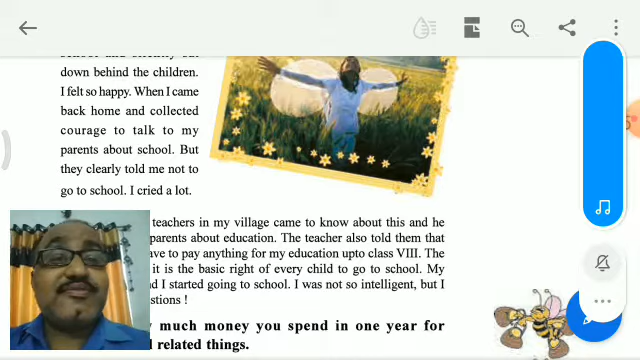 down behind the children.
I felt so happy. When I came
back home and collected
courage to talk to my
parents about school. But
they clearly told me not to
go to school. I cried a lot.
teachers in my village came to know about this and he
parents about education. The teacher also told them that
ave to pay anything for my education upto class VIII. The
it is the basic right of every child to go to school. My
d I started going to school. I was not so intelligent, but I
stions !
much money you spend in one year for
related things.